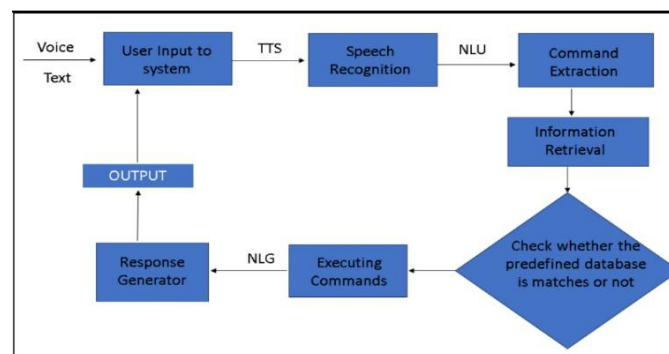 Voice
Text
User Input to
system
TTS
Speech
Recognition
NLU
Command
Extraction
Information
Retrieval
Check whether the
predefined database
is matches or not
Executing
Commands
NLG
Response
Generator
OUTPUT